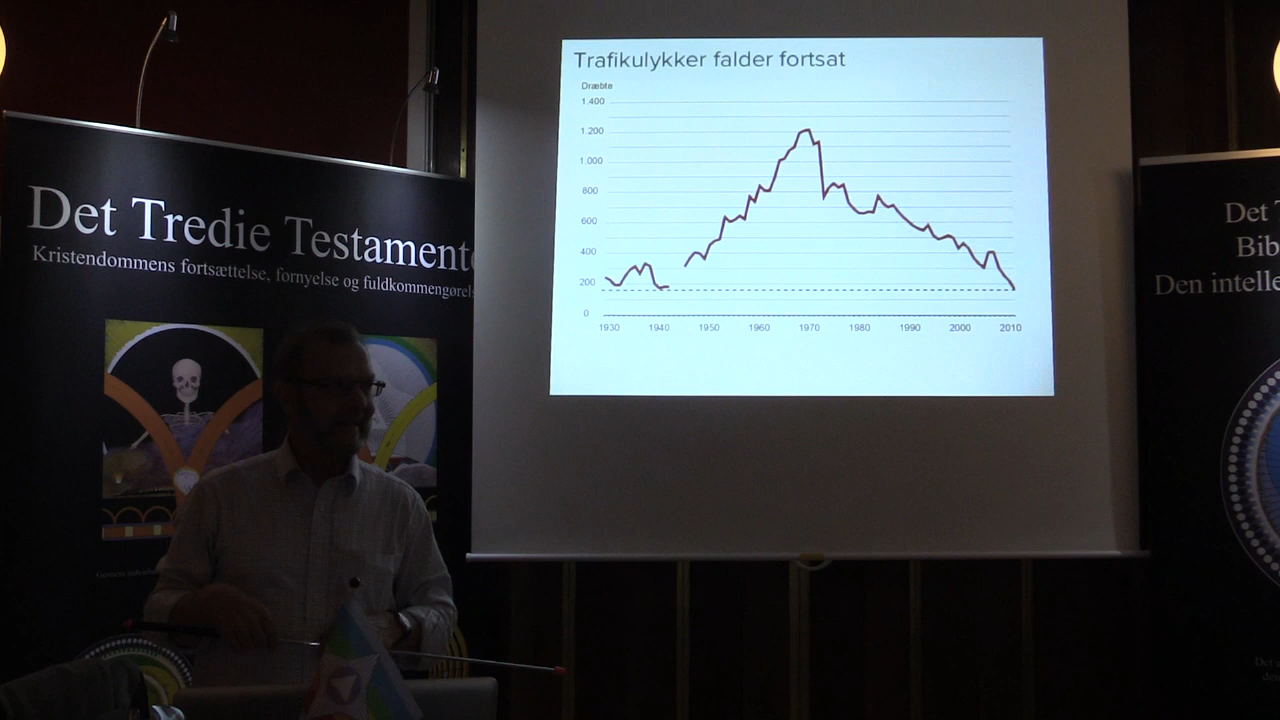 Trafikulykker falder fortsat
Dræbte
1.400
1.200
1.000
800
600
400
200
0
1930 1940 1950 1960 1970 1980 1990 2000 2010
Det Tredie Testamente
Kristendommens fortsættelse, fornyelse og fuldkommengørels
Det
Bib
Den intelle